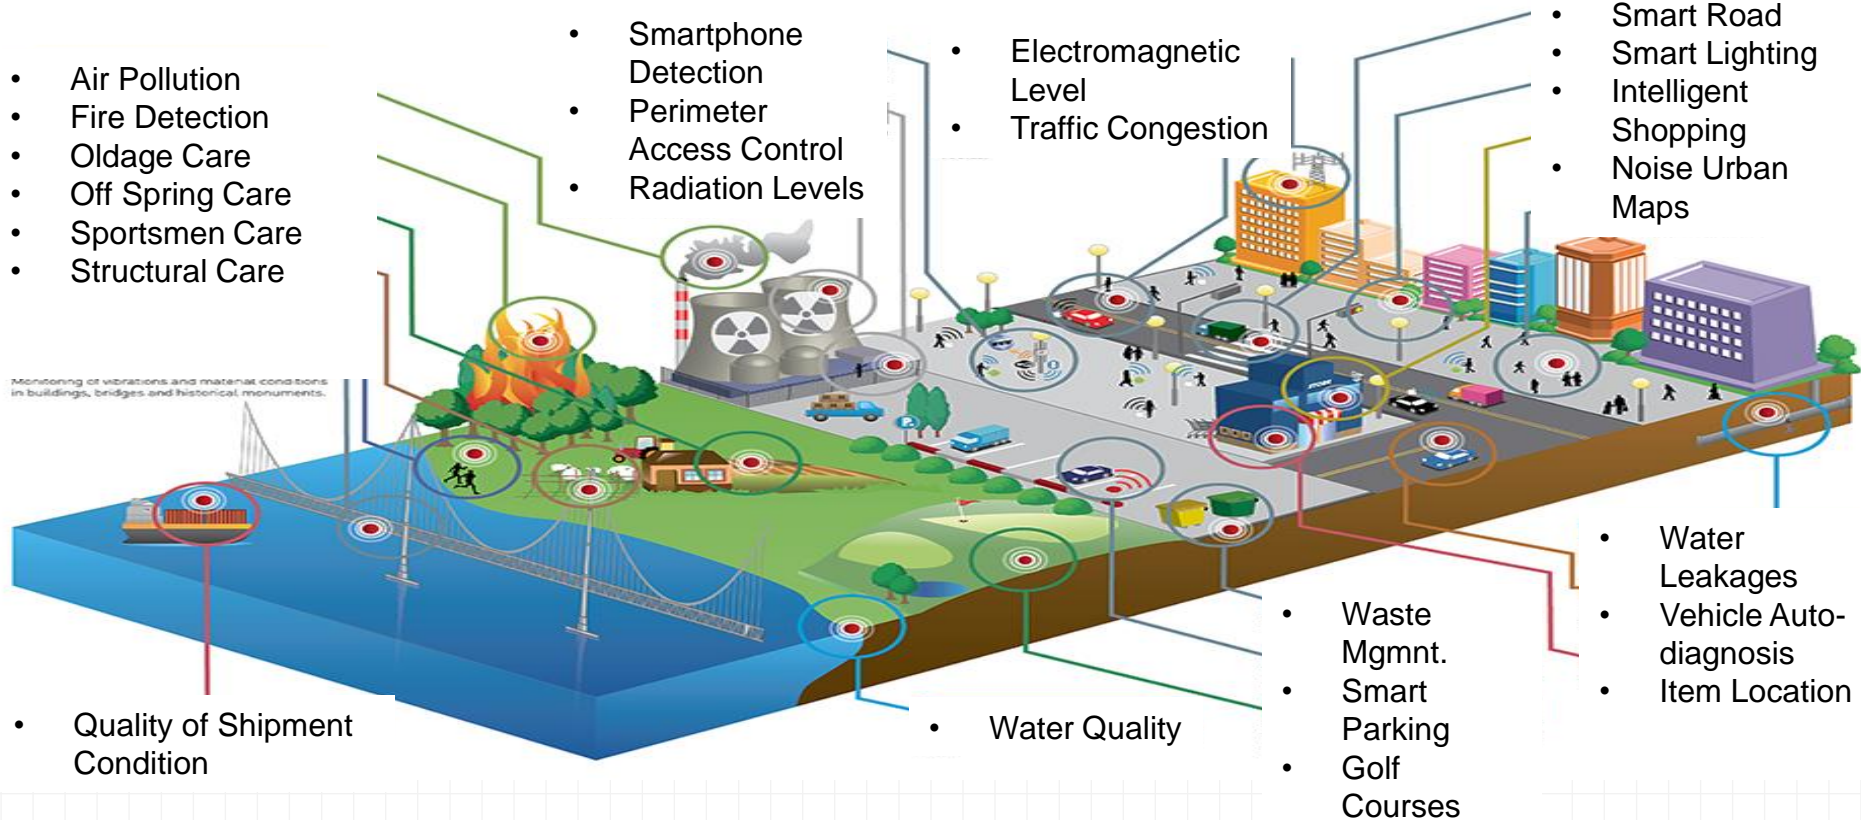 • Air Pollution
• Fire Detection
• Oldage Care
• Off Spring Care
• Sportsmen Care
• Structural Care
• Smartphone
Detection
• Perimeter
Access Control
• Radiation Levels
• Electromagnetic
Level
• Traffic Congestion
• Smart Road
• Smart Lighting
• Intelligent
Shopping
• Noise Urban
Maps
Monitoring of vibrations and material conditions
in buildings, bridges and historical monuments.
STORE
P
• Quality of Shipment
Condition
• Water Quality
• Waste
Mgmnt.
• Smart
Parking
• Golf
Courses
• Water
Leakages
• Vehicle Auto-
diagnosis
• Item Location